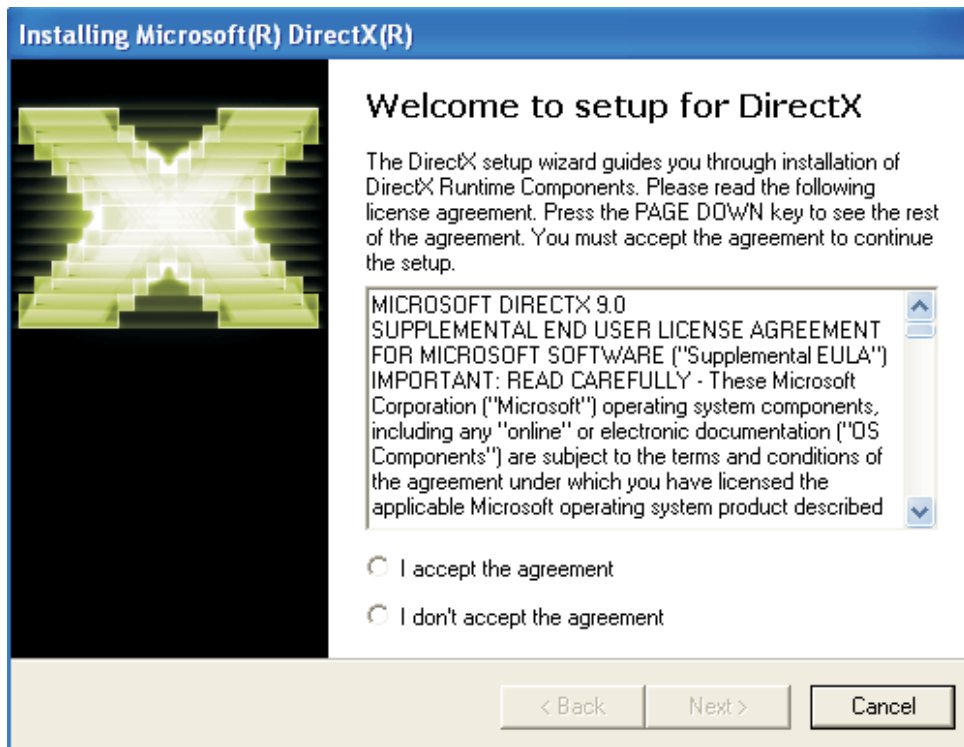 Installing Microsoft(R) DirectX(R)
Welcome to setup for DirectX
The DirectX setup wizard guides you through installation of
DirectX Runtime Components. Please read the following
license agreement. Press the PAGE DOWN key to see the rest
of the agreement. You must accept the agreement to continue
the setup.
MICROSOFT DIRECTX 9.0
SUPPLEMENTAL END USER LICENSE AGREEMENT
FOR MICROSOFT SOFTWARE ("Supplemental EULA")
IMPORTANT: READ CAREFULLY - These Microsoft
Corporation ("Microsoft") operating system components,
including any "online" or electronic documentation ("OS
Components") are subject to the terms and conditions of
the agreement under which you have licensed the
applicable Microsoft operating system product described
I accept the agreement
I don't accept the agreement
< Back Next > Cancel